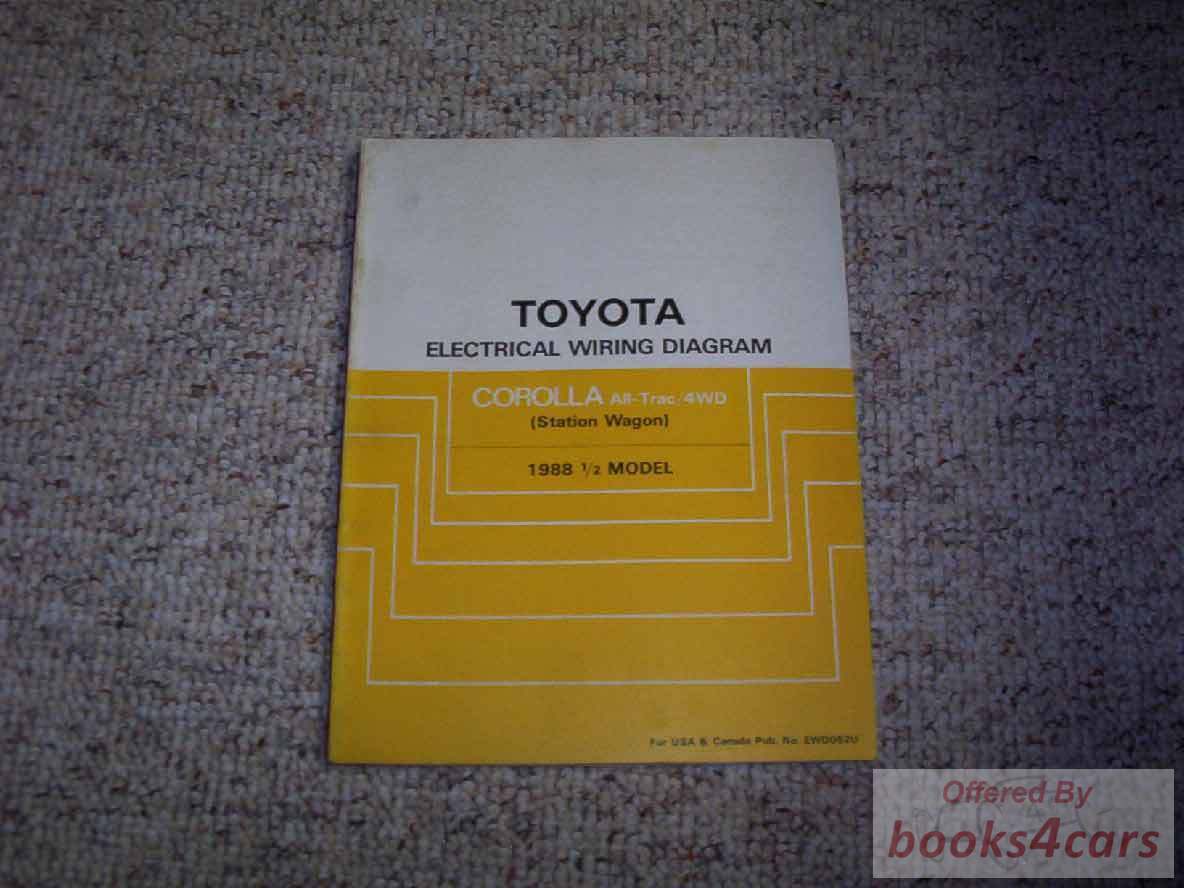 TOYOTA
ELECTRICAL WIRING DIAGRAM
COROLLA All-Trac/4WD
(Station Wagon)
1988 1/2 MODEL
For USA & Canada Pub. No. EWD052U
Offered By
books4cars